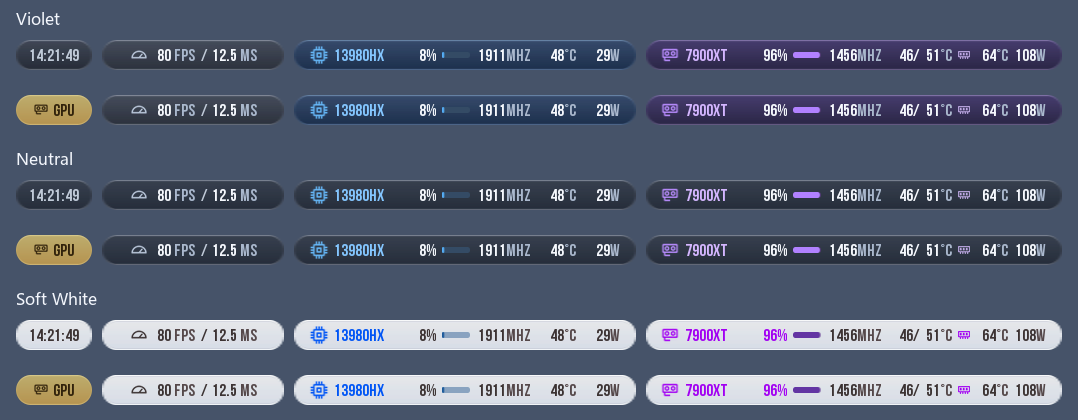 Violet
14:21:49 80 FPS / 12.5 MS 13980HX 8% 1911MHZ 48°C 29W 7900XT 96% 1456MHZ 46/ 51°C 64°C 108W
GPU 80 FPS / 12.5 MS 13980HX 8% 1911MHZ 48°C 29W 7900XT 96% 1456MHZ 46/ 51°C 64°C 108W
Neutral
14:21:49 80 FPS / 12.5 MS 13980HX 8% 1911MHZ 48°C 29W 7900XT 96% 1456MHZ 46/ 51°C 64°C 108W
GPU 80 FPS / 12.5 MS 13980HX 8% 1911MHZ 48°C 29W 7900XT 96% 1456MHZ 46/ 51°C 64°C 108W
Soft White
14:21:49 80 FPS / 12.5 MS 13980HX 8% 1911MHZ 48°C 29W 7900XT 96% 1456MHZ 46/ 51°C 64°C 108W
GPU 80 FPS / 12.5 MS 13980HX 8% 1911MHZ 48°C 29W 7900XT 96% 1456MHZ 46/ 51°C 64°C 108W